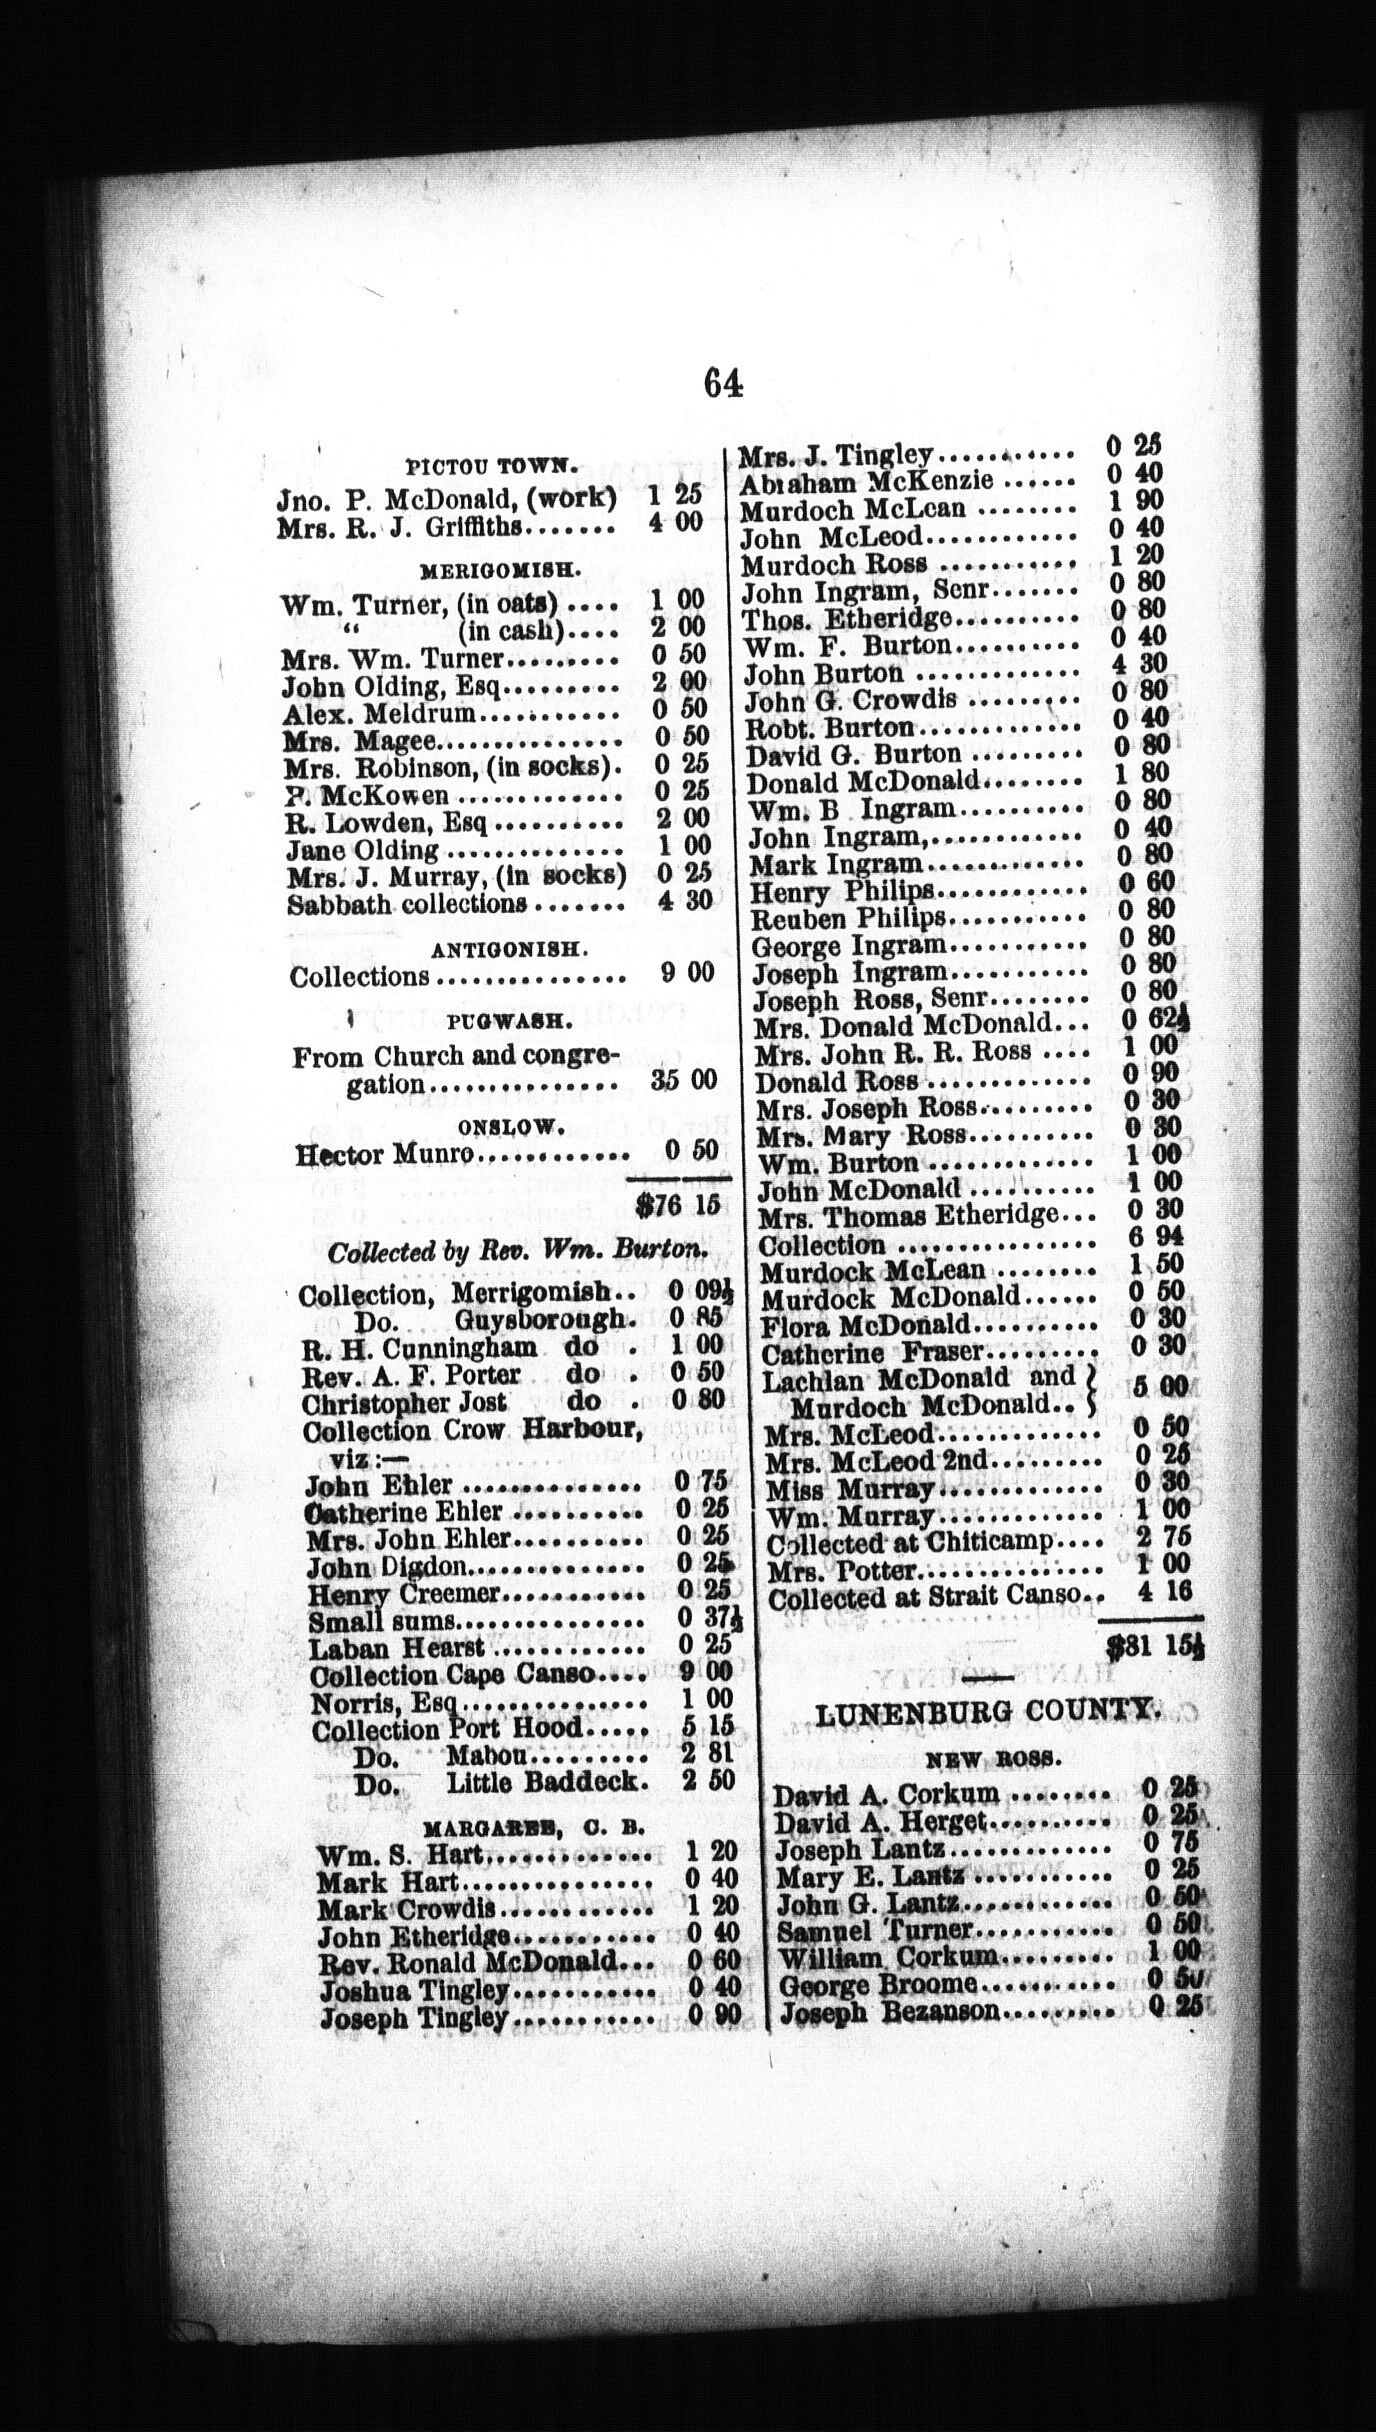 64
PICTOU TOWN.
Jno. P. McDonald, (work) 1 25
Mrs. R. J. Griffiths....... 4 00
MERIGOMISH.
Wm. Turner, (in oats) .... 1 00
“ (in cash).... 2 00
Mrs. Wm. Turner......... 0 50
John Olding, Esq......... 2 00
Alex. Meldrum............ 0 50
Mrs. Magee............... 0 50
Mrs. Robinson, (in socks). 0 25
P. McKowen .............. 0 25
R. Lowden, Esq........... 2 00
Jane Olding............... 1 00
Mrs. J. Murray, (in socks) 0 25
Sabbath collections....... 4 30
ANTIGONISH.
Collections................ 9 00
PUGWASH.
From Church and congre-
gation................ 35 00
ONSLOW.
Hector Munro............. 0 50
$76 15
Collected by Rev. Wm. Burton.
Collection, Merrigomish.. 0 09½
Do. Guysborough. 0 85
R. H. Cunningham do . 1 00
Rev. A. F. Porter do . 0 50
Christopher Jost do . 0 80
Collection Crow Harbour,
viz:—
John Ehler ............... 0 75
Catherine Ehler ........... 0 25
Mrs. John Ehler........... 0 25
John Digdon............... 0 25
Henry Creemer............ 0 25
Small sums................ 0 37½
Laban Hearst ............. 0 25
Collection Cape Canso.... 9 00
Norris, Esq................ 1 00
Collection Port Hood..... 5 15
Do. Mabou.......... 2 81
Do. Little Baddeck. 2 50
MARGAREE, C. B.
Wm. S. Hart.............. 1 20
Mark Hart................ 0 40
Mark Crowdis............. 1 20
John Etheridge............ 0 40
Rev. Ronald McDonald... 0 60
Joshua Tingley............ 0 40
Joseph Tingley............ 0 90
Mrs. J. Tingley............ 0 25
Abraham McKenzie ...... 0 40
Murdoch McLean ........ 1 90
John McLeod............. 0 40
Murdoch Ross ........... 1 20
John Ingram, Senr....... 0 80
Thos. Etheridge.......... 0 80
Wm. F. Burton........... 0 40
John Burton ............. 4 30
John G. Crowdis ......... 0 80
Robt. Burton............. 0 40
David G. Burton ......... 0 80
Donald McDonald........ 1 80
Wm. B Ingram........... 0 80
John Ingram,............. 0 40
Mark Ingram............. 0 80
Henry Philips............ 0 60
Reuben Philips........... 0 80
George Ingram........... 0 80
Joseph Ingram........... 0 80
Joseph Ross, Senr........ 0 80
Mrs. Donald McDonald... 0 62½
Mrs. John R. R. Ross .... 1 00
Donald Ross ............. 0 90
Mrs. Joseph Ross......... 0 30
Mrs. Mary Ross.......... 0 30
Wm. Burton ............. 1 00
John McDonald .......... 1 00
Mrs. Thomas Etheridge... 0 30
Collection ................ 6 94
Murdock McLean ........ 1 50
Murdock McDonald...... 0 50
Flora McDonald.......... 0 30
Catherine Fraser......... 0 30
Lachlan McDonald and }
Murdoch McDonald.. } 5 00
Mrs. McLeod............. 0 50
Mrs. McLeod 2nd......... 0 25
Miss Murray............. 0 30
Wm. Murray............. 1 00
Collected at Chiticamp.... 2 75
Mrs. Potter............... 1 00
Collected at Strait Canso.. 4 16
$81 15½
LUNENBURG COUNTY.
NEW ROSS.
David A. Corkum ........ 0 25
David A. Herget.......... 0 25
Joseph Lantz............. 0 75
Mary E. Lantz ........... 0 25
John G. Lantz............ 0 50
Samuel Turner........... 0 50
William Corkum......... 1 00
George Broome........... 0 50
Joseph Bezanson......... 0 25